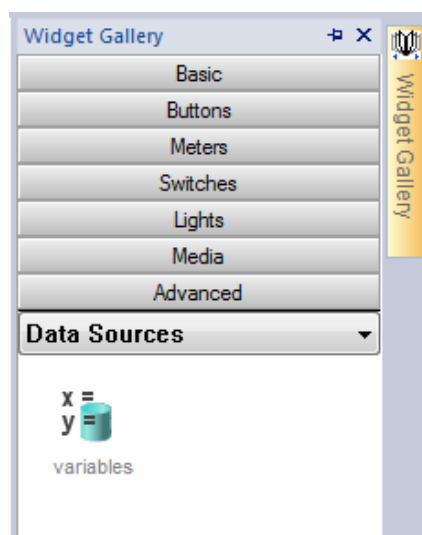 Widget Gallery
Widget Gallery
Basic
Buttons
Meters
Switches
Lights
Media
Advanced
Data Sources
x =
y =
variables